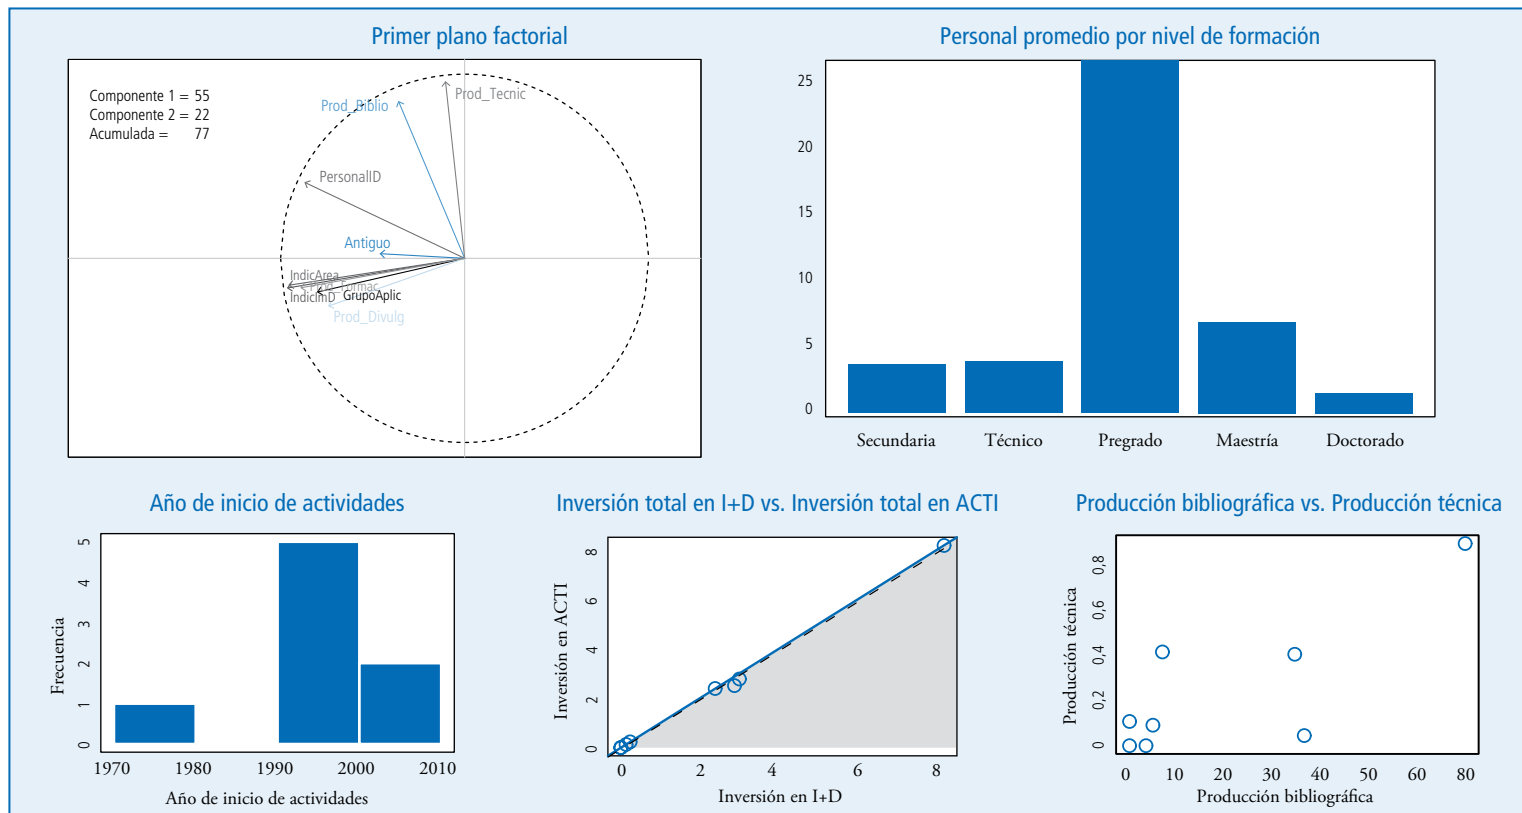 Primer plano factorial
Componente 1 = 55
Componente 2 = 22
Acumulada = 77
Prod_Biblio
Prod_Tecnic
PersonalID
Antiguo
IndicArea
Prod_Formac
IndicInD
GrupoAplic
Prod_Divulg
Personal promedio por nivel de formación
25
20
15
10
5
0
Secundaria Técnico Pregrado Maestría Doctorado
Año de inicio de actividades
Frecuencia
5
4
3
2
1
0
1970 1980 1990 2000 2010
Año de inicio de actividades
Inversión total en I+D vs. Inversión total en ACTI
Inversión en ACTI
8
6
4
2
0
0 2 4 6 8
Inversión en I+D
Producción bibliográfica vs. Producción técnica
Producción técnica
0,8
0,6
0,4
0,2
0
0 10 20 30 40 50 60 80
Producción bibliográfica